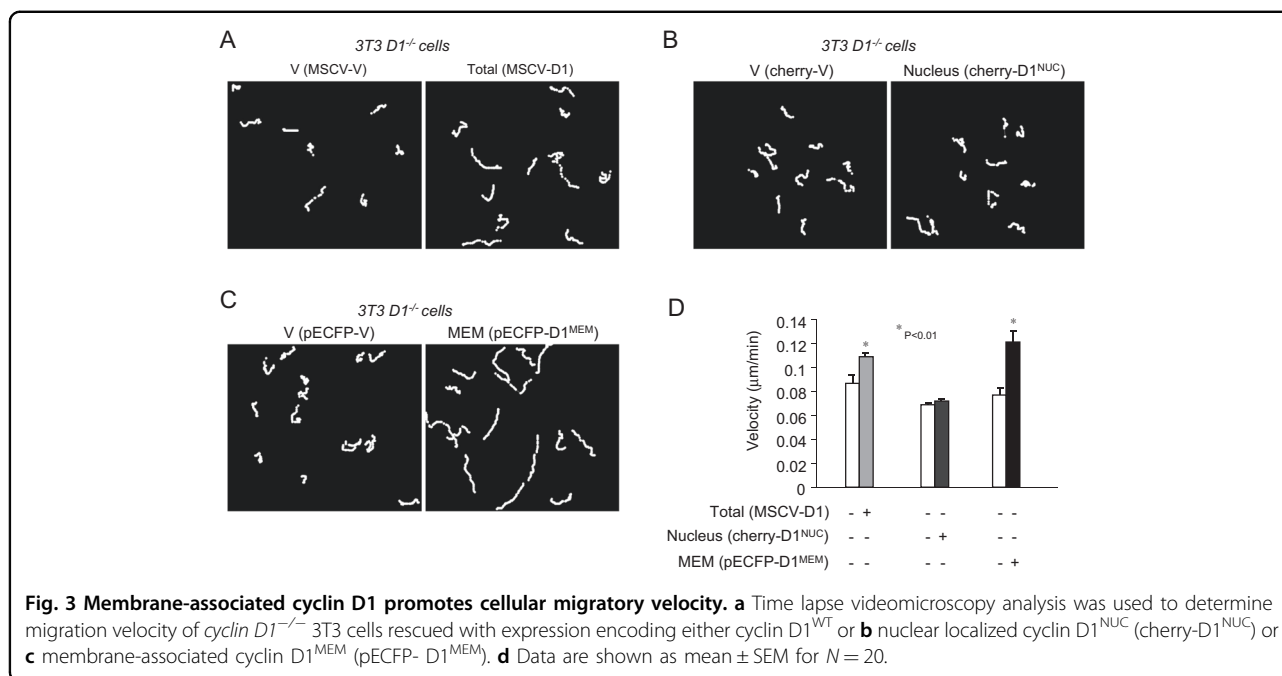 A
3T3 D1-/- cells
V (MSCV-V) Total (MSCV-D1)
B
3T3 D1-/- cells
V (cherry-V) Nucleus (cherry-D1NUC)
C
3T3 D1-/- cells
V (pECFP-V) MEM (pECFP-D1MEM)
D
Velocity (µm/min)
0.14
0.12
0.1
0.08
0.06
0.04
0.02
0
*
* P<0.01
*
Total (MSCV-D1) - + - - - -
Nucleus (cherry-D1NUC) - - - + - -
MEM (pECFP-D1MEM) - - - - - +
Fig. 3 Membrane-associated cyclin D1 promotes cellular migratory velocity. a Time lapse videomicroscopy analysis was used to determine
migration velocity of cyclin D1−/− 3T3 cells rescued with expression encoding either cyclin D1WT or b nuclear localized cyclin D1NUC (cherry-D1NUC) or
c membrane-associated cyclin D1MEM (pECFP- D1MEM). d Data are shown as mean ± SEM for N = 20.